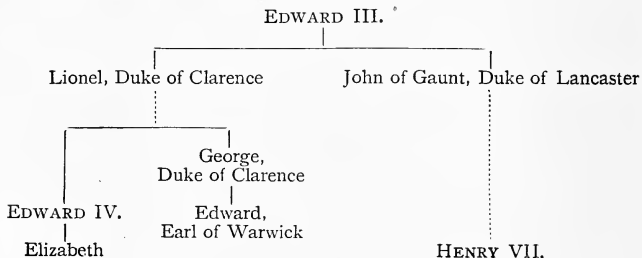 EDWARD III.
Lionel, Duke of Clarence
John of Gaunt, Duke of Lancaster
George,
Duke of Clarence
EDWARD IV.
Edward,
Earl of Warwick
Elizabeth
HENRY VII.